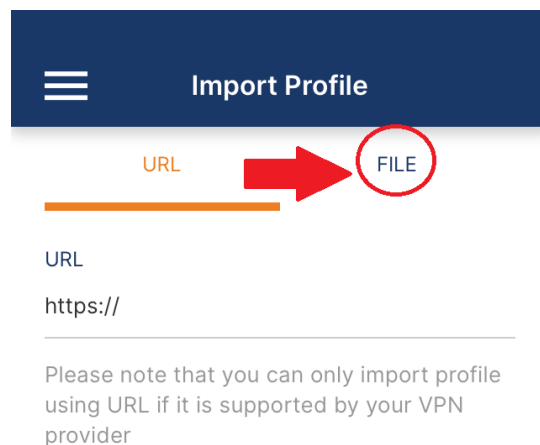 Import Profile
URL FILE
URL
https://
Please note that you can only import profile
using URL if it is supported by your VPN
provider